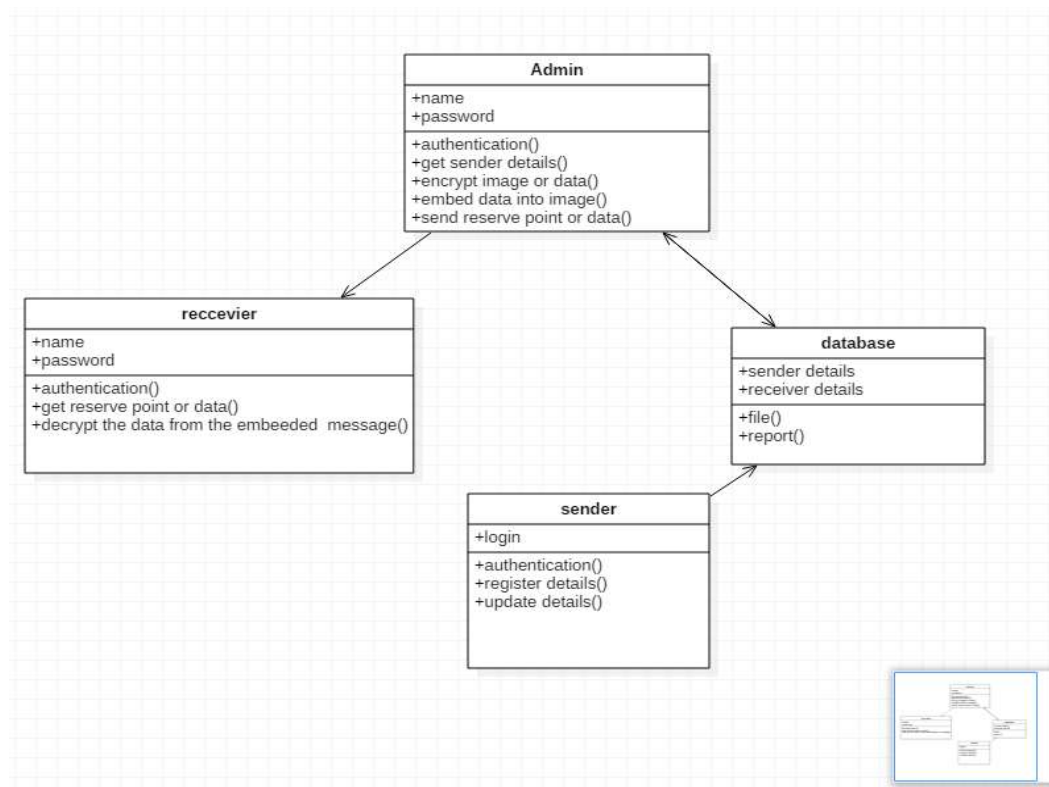 Admin
+name
+password
+authentication()
+get sender details()
+encrypt image or data()
+embed data into image()
+send reserve point or data()
reccevier
+name
+password
+authentication()
+get reserve point or data()
+decrypt the data from the embeeded  message()
database
+sender details
+receiver details
+file()
+report()
sender
+login
+authentication()
+register details()
+update details()